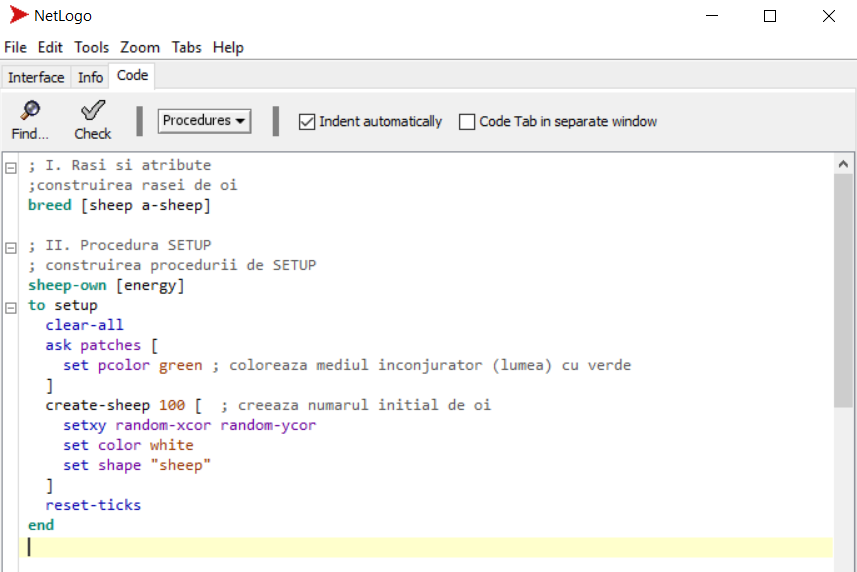 NetLogo
File Edit Tools Zoom Tabs Help
Interface Info Code
Find... Check Procedures Indent automatically Code Tab in separate window
; I. Rasi si atribute
;construirea rasei de oi
breed [sheep a-sheep]
; II. Procedura SETUP
; construirea procedurii de SETUP
sheep-own [energy]
to setup
  clear-all
  ask patches [
    set pcolor green ; coloreaza mediul inconjurator (lumea) cu verde
  ]
  create-sheep 100 [  ; creeaza numarul initial de oi
    setxy random-xcor random-ycor
    set color white
    set shape "sheep"
  ]
  reset-ticks
end